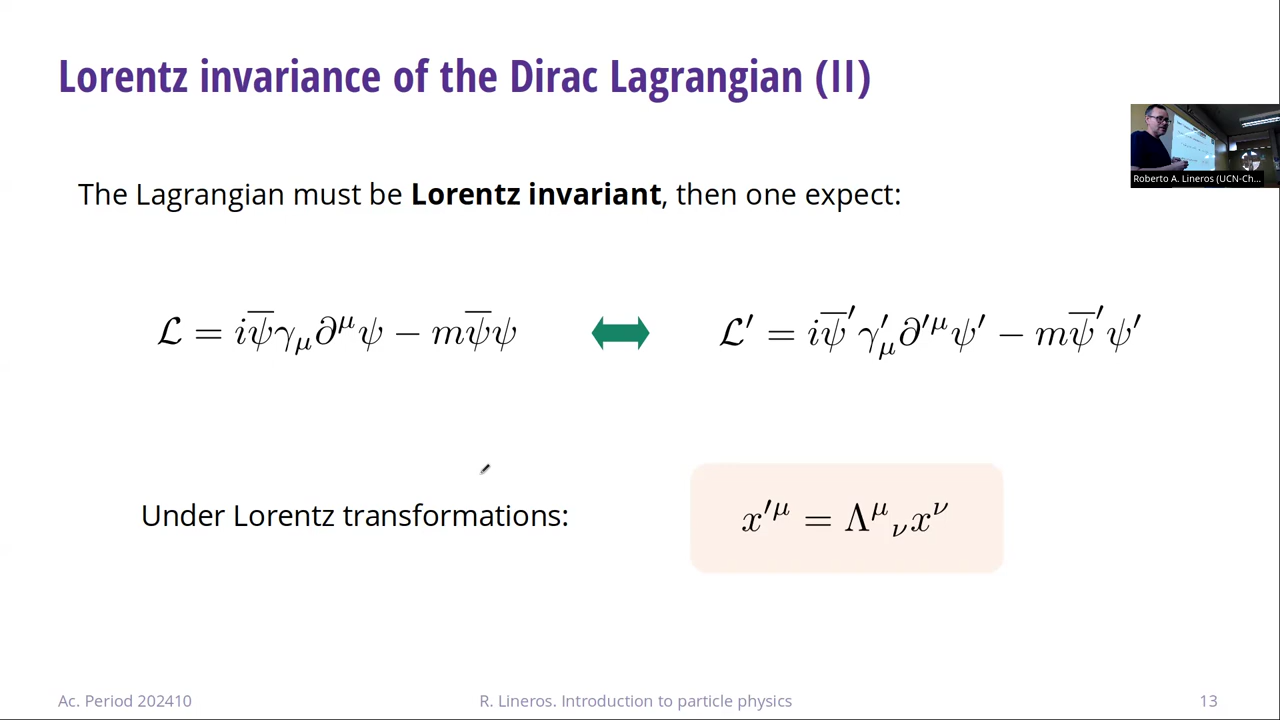 Lorentz invariance of the Dirac Lagrangian (II)
Roberto A. Lineros (UCN-Ch...
The Lagrangian must be Lorentz invariant, then one expect:
ℒ = iψ̅γ_μ∂^μψ − mψ̅ψ ℒ′ = iψ̅′γ′_μ∂′^μψ′ − mψ̅′ψ′
Under Lorentz transformations: x′^μ = Λ^μ_ν x^ν
Ac. Period 202410 R. Lineros. Introduction to particle physics 13